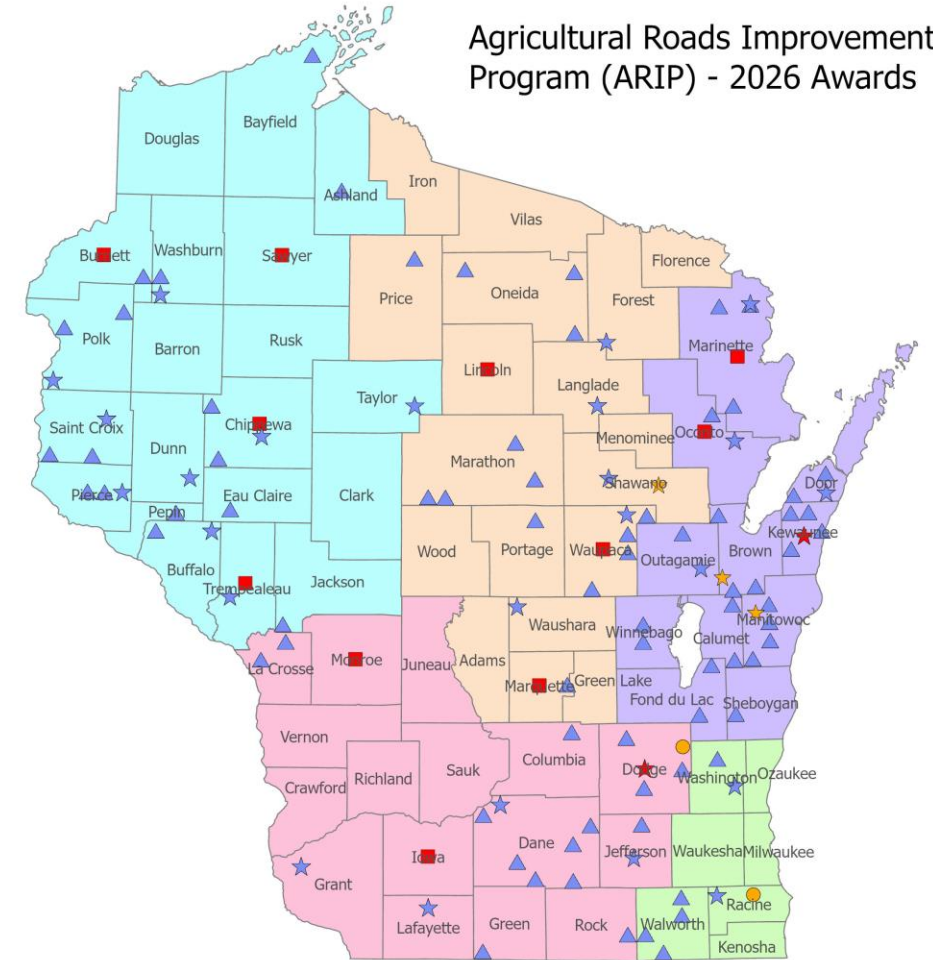 Agricultural Roads Improvement
Program (ARIP) - 2026 Awards
Douglas
Bayfield
Ashland
Iron
Vilas
Burnett
Washburn
Sawyer
Price
Oneida
Forest
Florence
Polk
Barron
Rusk
Lincoln
Langlade
Marinette
Saint Croix
Dunn
Chippewa
Taylor
Marathon
Menominee
Oconto
Pierce
Pepin
Eau Claire
Clark
Shawano
Door
Buffalo
Trempealeau
Jackson
Wood
Portage
Waupaca
Outagamie
Brown
Kewaunee
La Crosse
Monroe
Juneau
Adams
Waushara
Winnebago
Calumet
Manitowoc
Marquette
Green Lake
Fond du Lac
Sheboygan
Vernon
Crawford
Richland
Sauk
Columbia
Dodge
Washington
Ozaukee
Grant
Iowa
Dane
Jefferson
Waukesha
Milwaukee
Lafayette
Green
Rock
Walworth
Racine
Kenosha